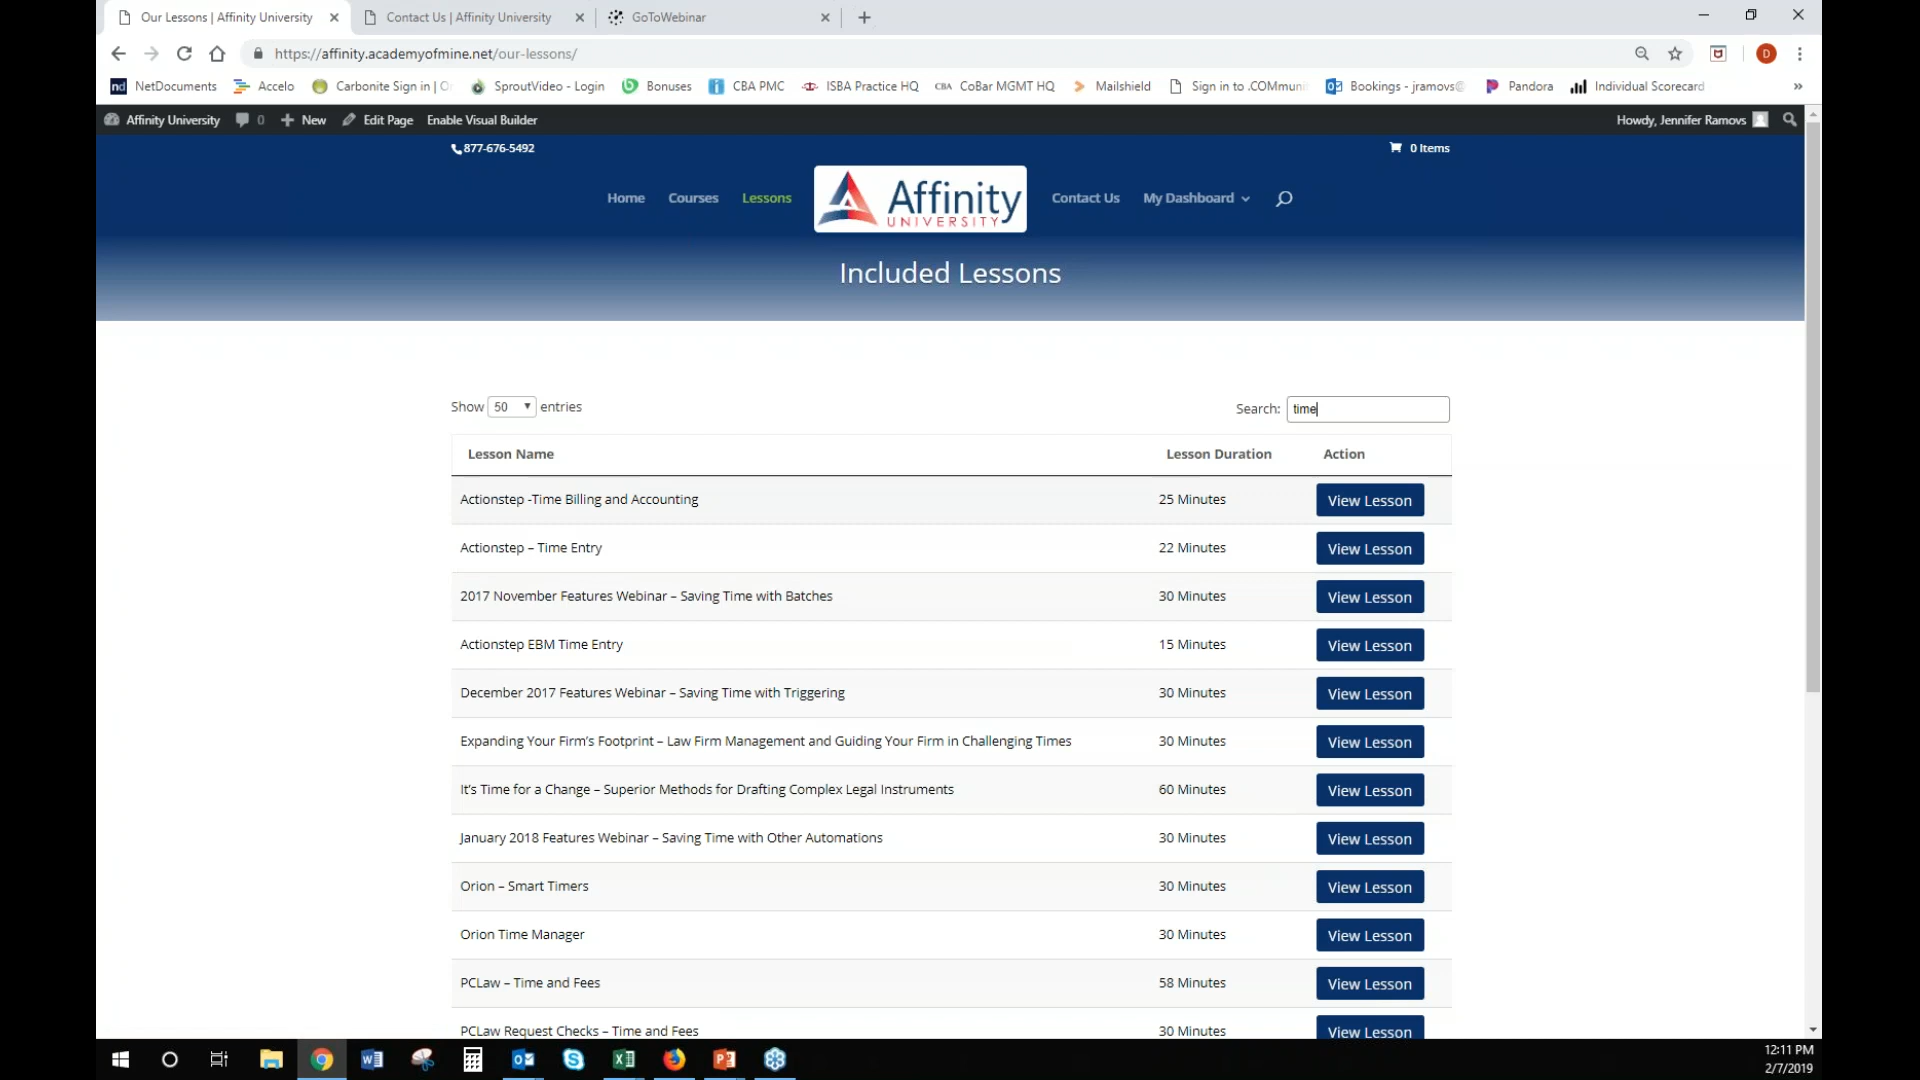 Our Lessons | Affinity University
Contact Us | Affinity University
GoToWebinar
https://affinity.academyofmine.net/our-lessons/
D
nd NetDocuments
Accelo
Carbonite Sign in | O
SproutVideo - Login
Bonuses
CBA PMC
ISBA Practice HQ
CBA CoBar MGMT HQ
Mailshield
Sign in to .COMmuni
Bookings - jramovs@
Pandora
Individual Scorecard
Affinity University
0
New
Edit Page
Enable Visual Builder
Howdy, Jennifer Ramovs
877-676-5492
0 Items
Home
Courses
Lessons
Affinity
UNIVERSITY
Contact Us
My Dashboard
Included Lessons
Show 50 entries
Search: time
Lesson Name Lesson Duration Action
Actionstep -Time Billing and Accounting 25 Minutes View Lesson
Actionstep – Time Entry 22 Minutes View Lesson
2017 November Features Webinar – Saving Time with Batches 30 Minutes View Lesson
Actionstep EBM Time Entry 15 Minutes View Lesson
December 2017 Features Webinar – Saving Time with Triggering 30 Minutes View Lesson
Expanding Your Firm's Footprint – Law Firm Management and Guiding Your Firm in Challenging Times 30 Minutes View Lesson
It's Time for a Change – Superior Methods for Drafting Complex Legal Instruments 60 Minutes View Lesson
January 2018 Features Webinar – Saving Time with Other Automations 30 Minutes View Lesson
Orion – Smart Timers 30 Minutes View Lesson
Orion Time Manager 30 Minutes View Lesson
PCLaw – Time and Fees 58 Minutes View Lesson
PCLaw Request Checks – Time and Fees 30 Minutes View Lesson
12:11 PM
2/7/2019